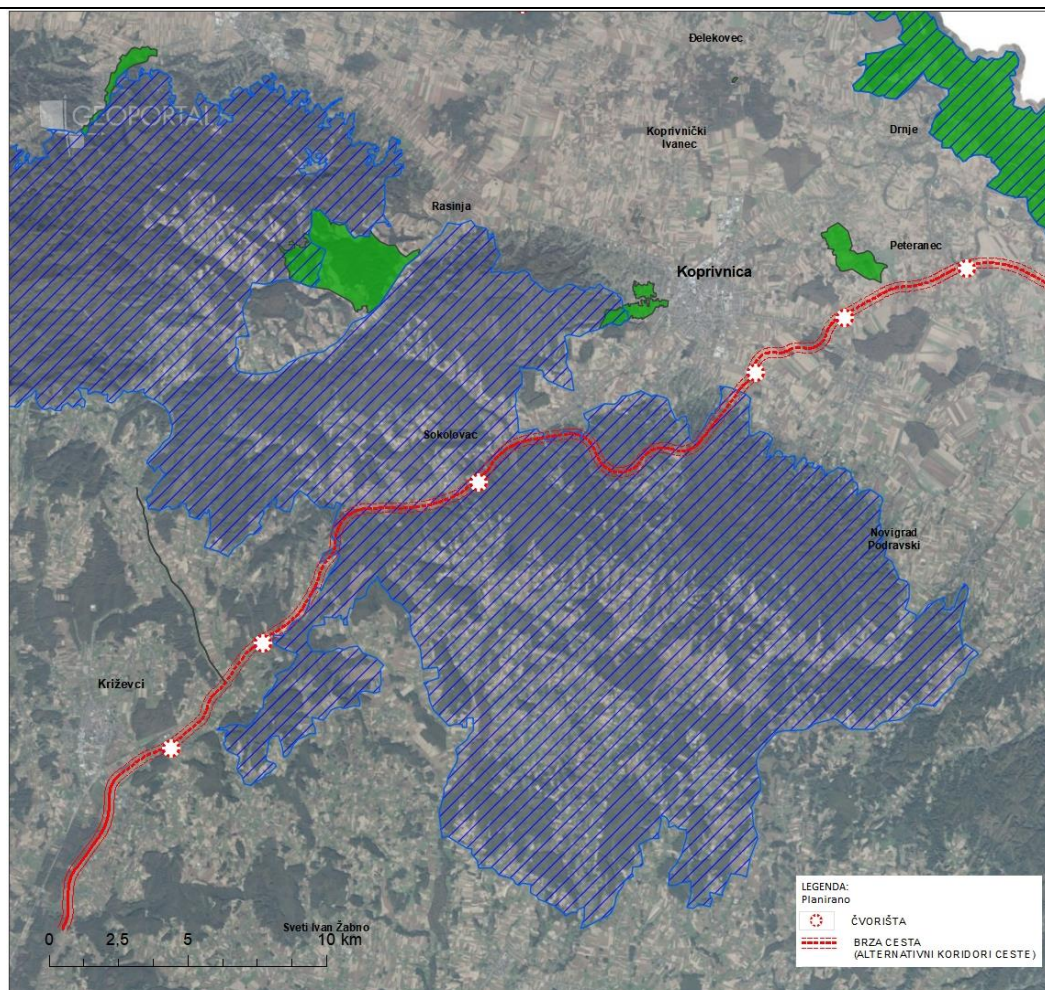 Đelekovec
GEOPORTAL
Koprivnički
Ivanec
Drnje
Rasinja
Peteranec
Koprivnica
Sokolovac
Novigrad
Podravski
Križevci
Sveti Ivan Žabno
0 2,5 5 10 km
LEGENDA:
Planirano
ČVORIŠTA
BRZA CESTA
(ALTERNATIVNI KORIDORI CESTE)